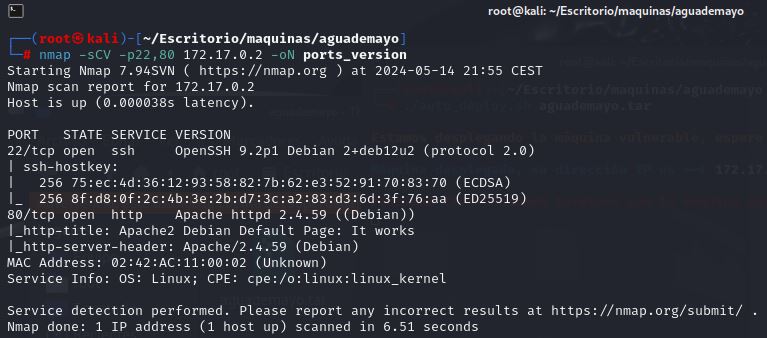 root@kali: ~/Escritorio/maquinas/aguademayo
┌──(root㉿kali)-[~/Escritorio/maquinas/aguademayo]
└─# nmap -sCV -p22,80 172.17.0.2 -oN ports_version
Starting Nmap 7.94SVN ( https://nmap.org ) at 2024-05-14 21:55 CEST
Nmap scan report for 172.17.0.2
Host is up (0.000038s latency).
PORT   STATE SERVICE VERSION
22/tcp open  ssh     OpenSSH 9.2p1 Debian 2+deb12u2 (protocol 2.0)
| ssh-hostkey:
|   256 75:ec:4d:36:12:93:58:82:7b:62:e3:52:91:70:83:70 (ECDSA)
|_  256 8f:d8:0f:2c:4b:3e:2b:d7:3c:a2:83:d3:6d:3f:76:aa (ED25519)
80/tcp open  http    Apache httpd 2.4.59 ((Debian))
|_http-title: Apache2 Debian Default Page: It works
|_http-server-header: Apache/2.4.59 (Debian)
MAC Address: 02:42:AC:11:00:02 (Unknown)
Service Info: OS: Linux; CPE: cpe:/o:linux:linux_kernel
Service detection performed. Please report any incorrect results at https://nmap.org/submit/ .
Nmap done: 1 IP address (1 host up) scanned in 6.51 seconds